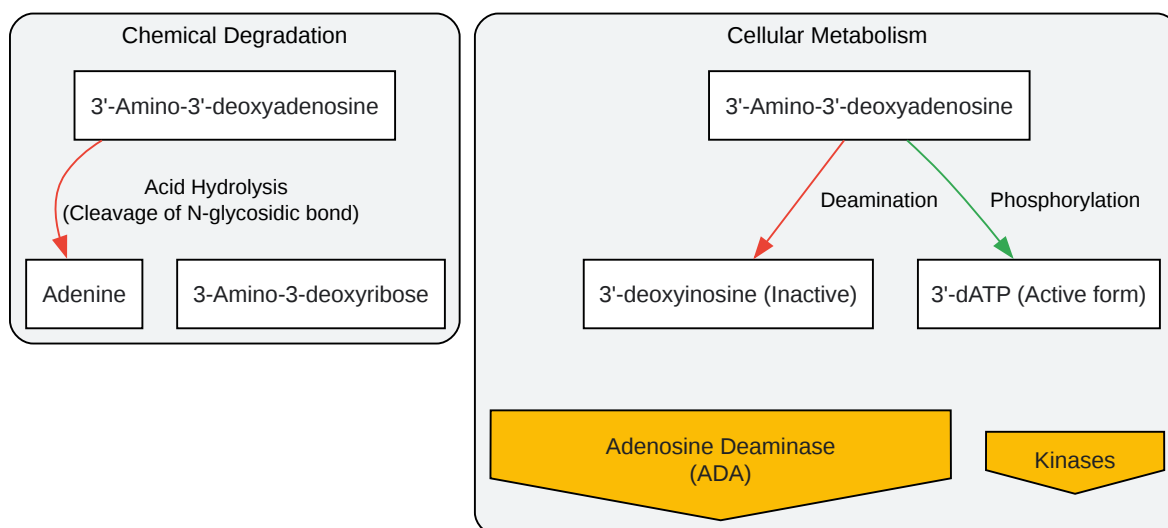 Chemical Degradation
3'-Amino-3'-deoxyadenosine
Acid Hydrolysis
(Cleavage of N-glycosidic bond)
Adenine
3-Amino-3-deoxyribose
Cellular Metabolism
3'-Amino-3'-deoxyadenosine
Deamination
Phosphorylation
3'-deoxyinosine (Inactive)
3'-dATP (Active form)
Adenosine Deaminase
(ADA)
Kinases